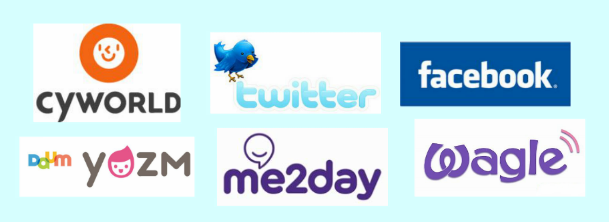 CYWORLD
twitter
facebook.
Daum YOZM
me2day
wagle